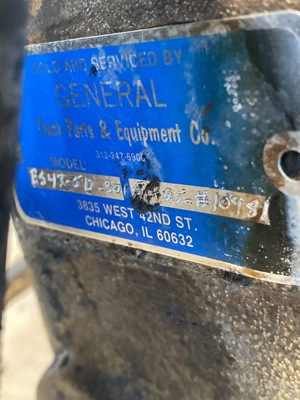 SOLD AND SERVICED BY
GENERAL
Truck Parts & Equipment Co.
312-247-6900
MODEL
3835 WEST 42ND ST.
CHICAGO, IL 60632